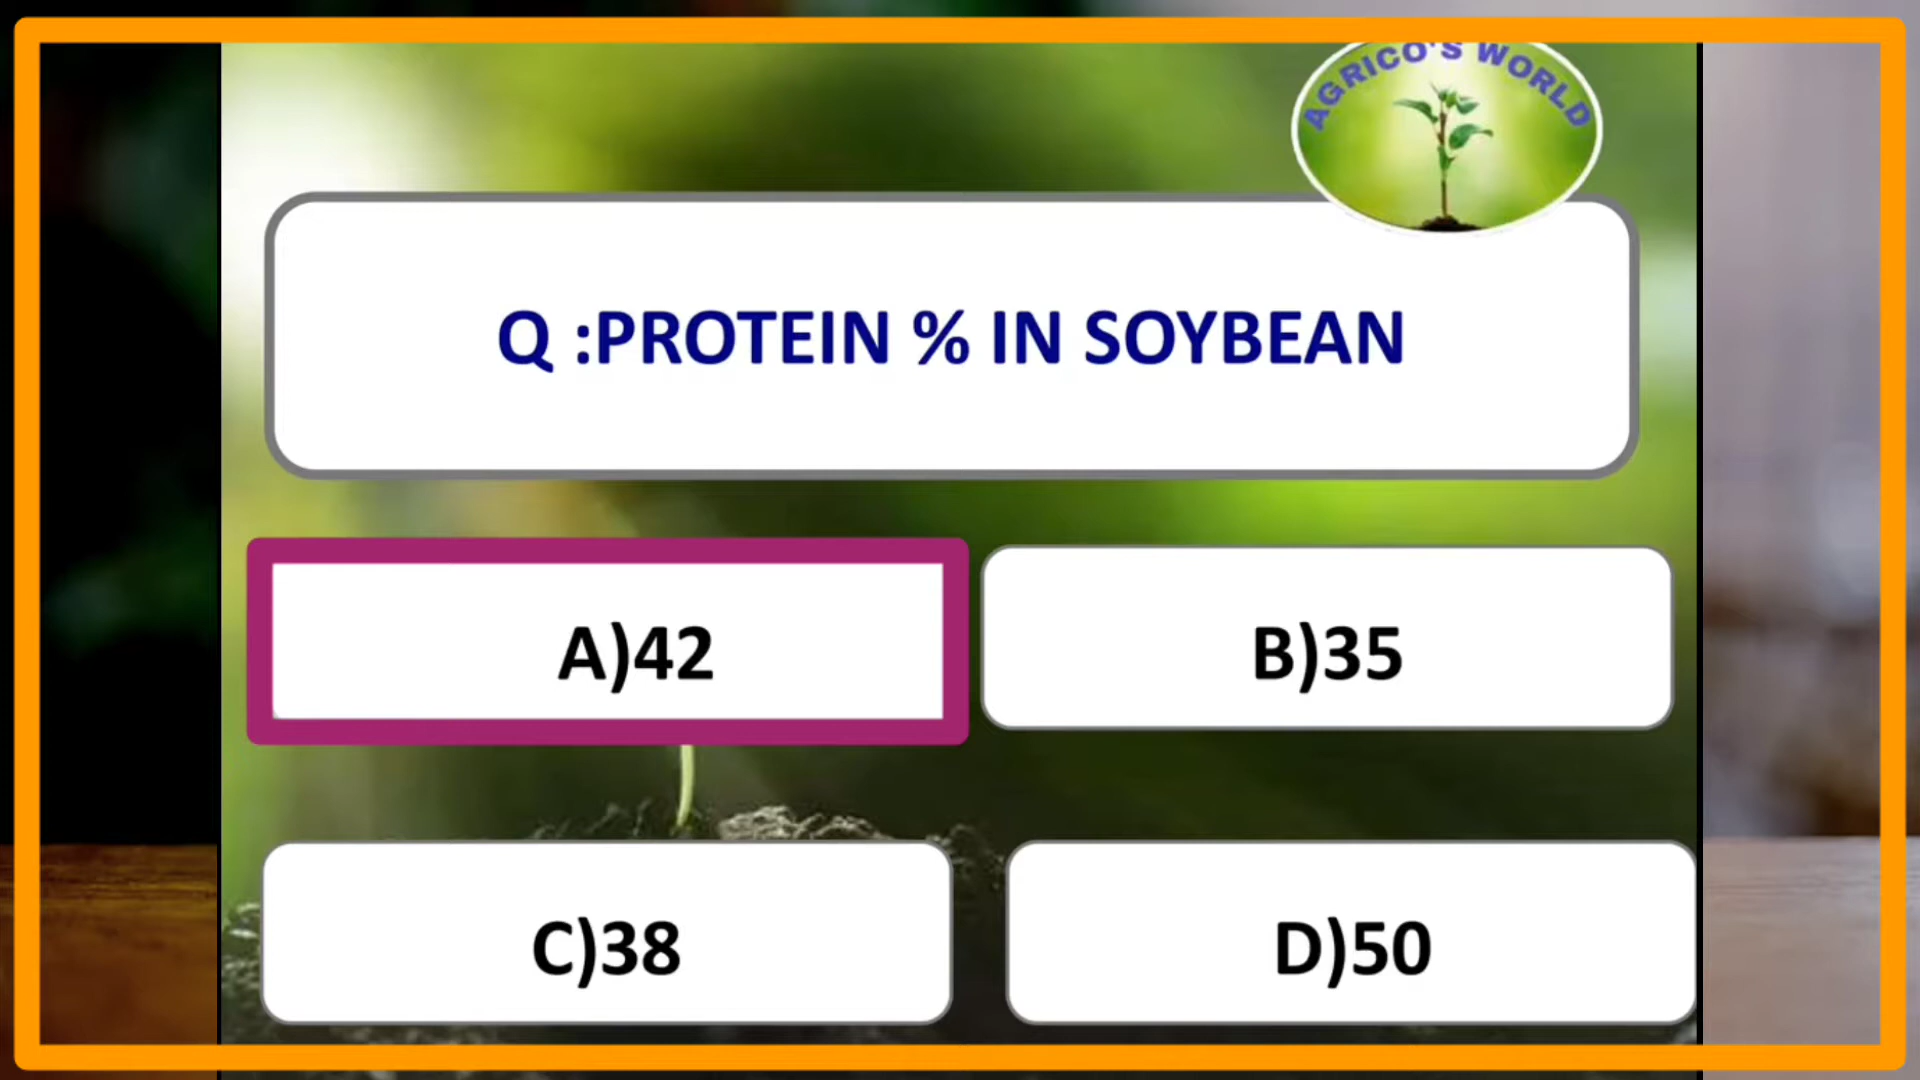 AGRICO'S WORLD
Q :PROTEIN % IN SOYBEAN
A)42
B)35
C)38
D)50